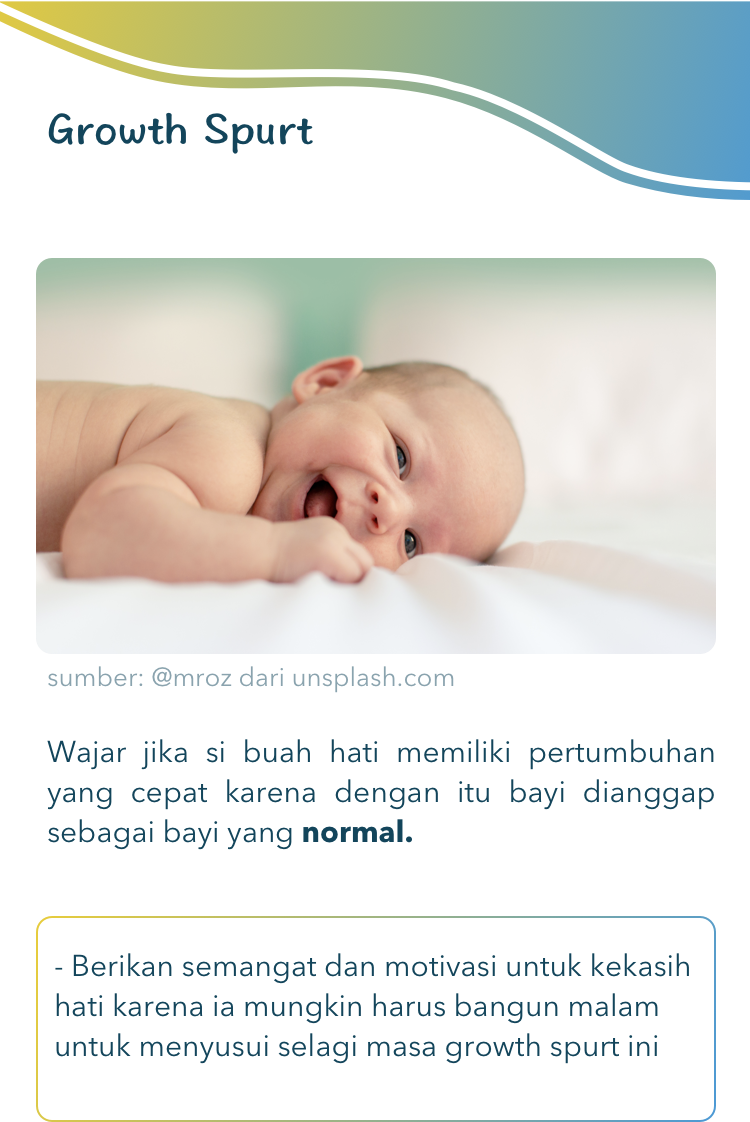 Growth Spurt
sumber: @mroz dari unsplash.com
Wajar jika si buah hati memiliki pertumbuhan
yang cepat karena dengan itu bayi dianggap
sebagai bayi yang normal.
- Berikan semangat dan motivasi untuk kekasih
hati karena ia mungkin harus bangun malam
untuk menyusui selagi masa growth spurt ini